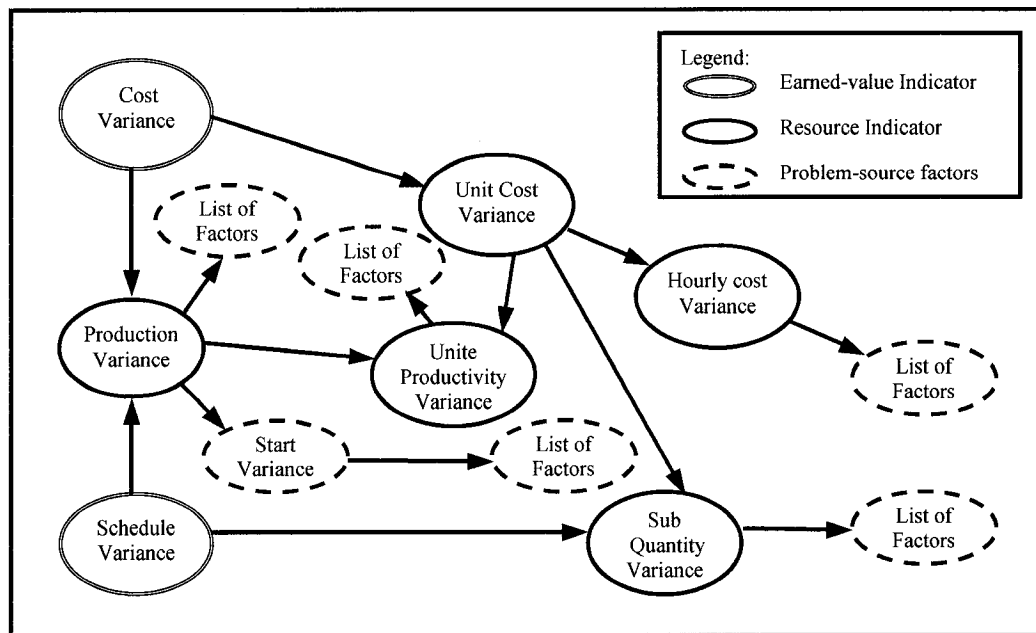 Legend:
Earned-value Indicator
Resource Indicator
Problem-source factors
Cost
Variance
Unit Cost
Variance
List of
Factors
List of
Factors
Hourly cost
Variance
Production
Variance
Unite
Productivity
Variance
List of
Factors
Start
Variance
List of
Factors
Schedule
Variance
Sub
Quantity
Variance
List of
Factors